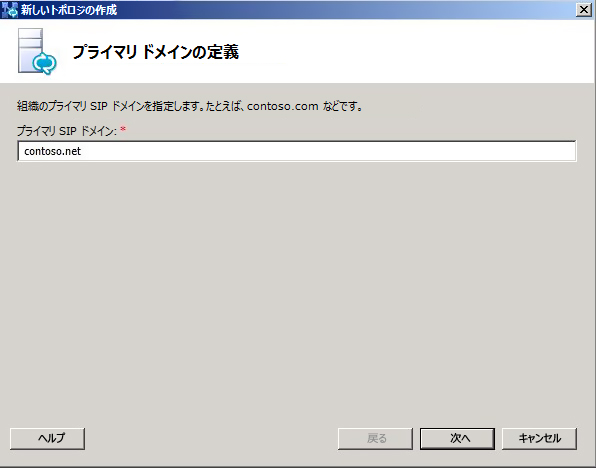 新しいトポロジの作成
プライマリ ドメインの定義
組織のプライマリ SIP ドメインを指定します。たとえば、contoso.com などです。
プライマリ SIP ドメイン: *
contoso.net
ヘルプ
戻る
次へ
キャンセル